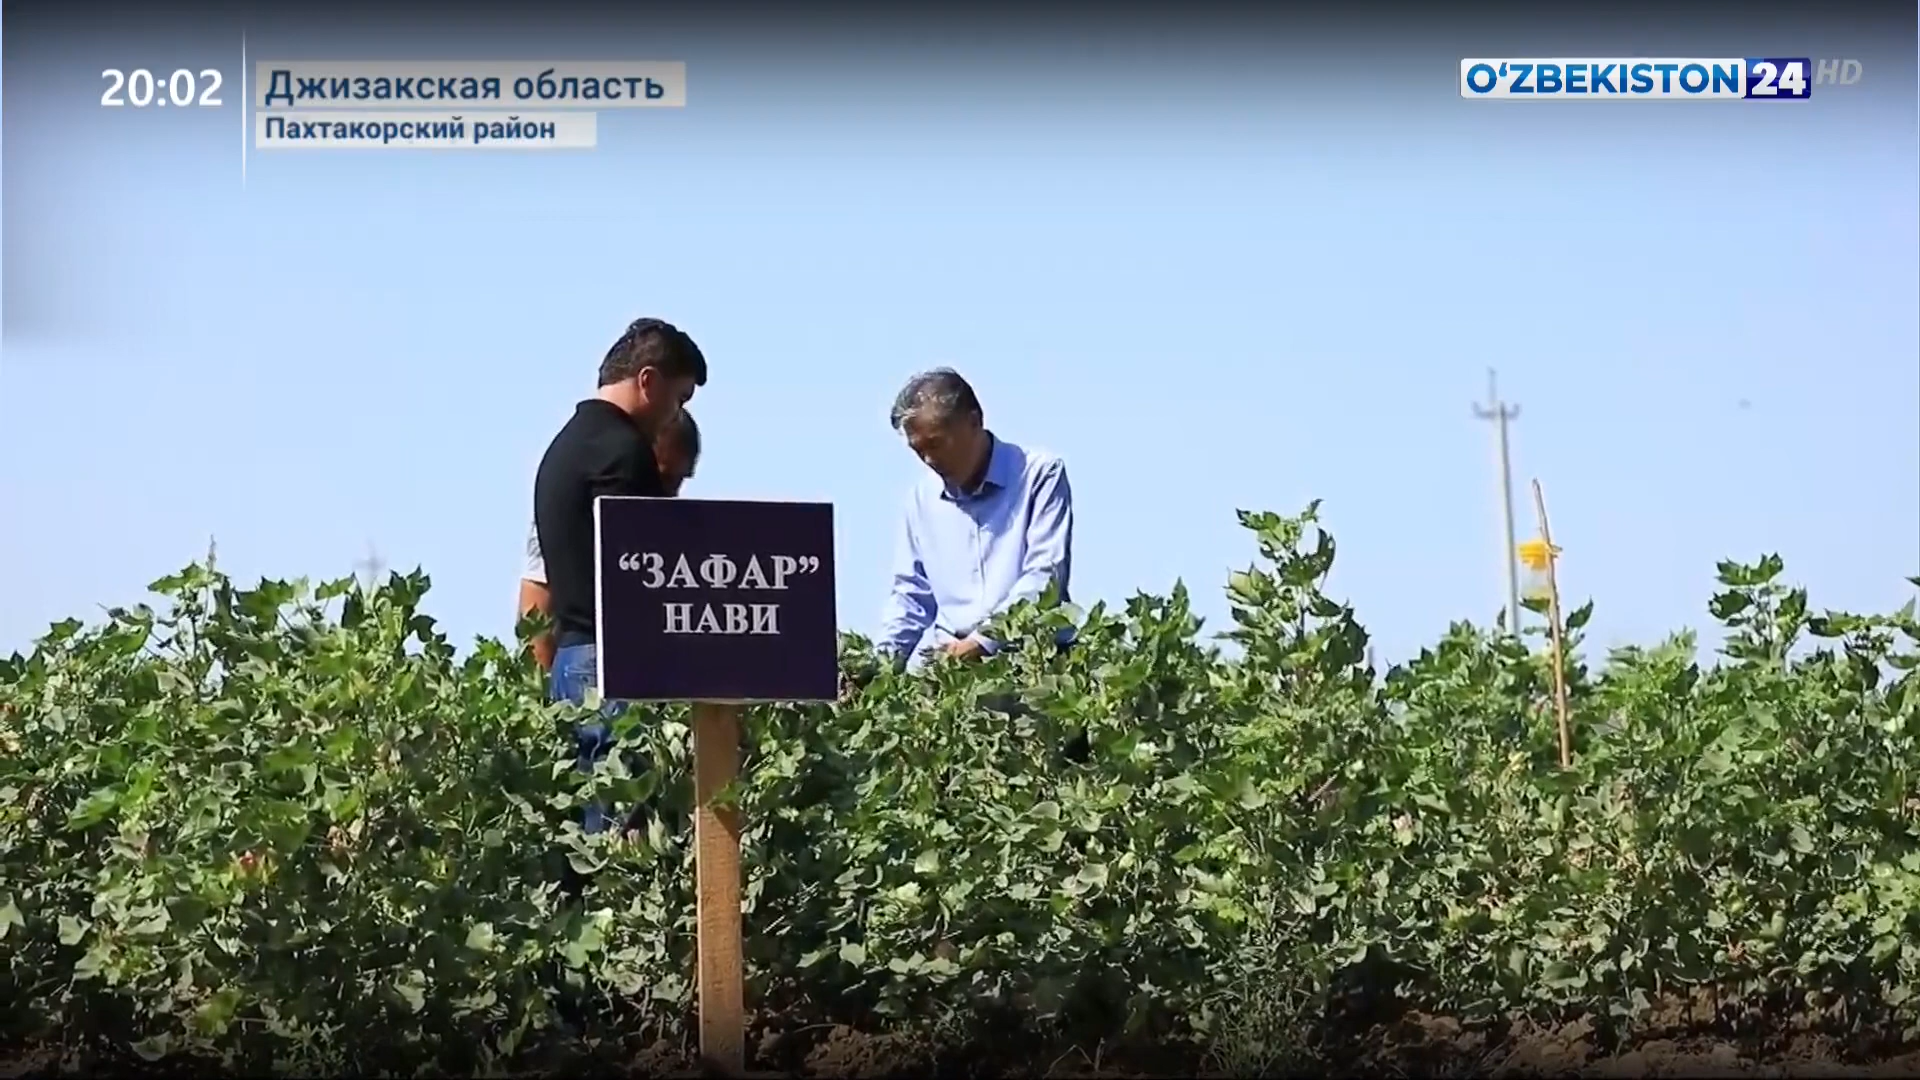 20:02
Джизакская область
Пахтакорский район
O‘ZBEKISTON 24 HD
“ЗАФАР”
НАВИ